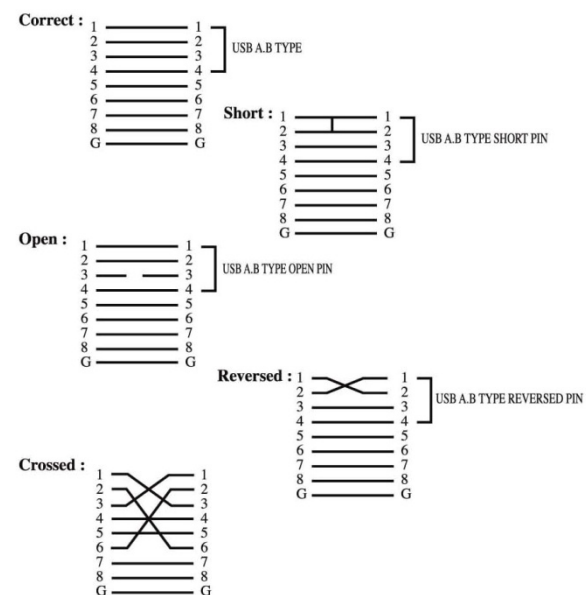 Correct :
1 1
2 2
3 3
4 4
5 5
6 6
7 7
8 8
G G
USB A.B TYPE
Short :
1 1
2 2
3 3
4 4
5 5
6 6
7 7
8 8
G G
USB A.B TYPE SHORT PIN
Open :
1 1
2 2
3 3
4 4
5 5
6 6
7 7
8 8
G G
USB A.B TYPE OPEN PIN
Reversed :
1 1
2 2
3 3
4 4
5 5
6 6
7 7
8 8
G G
USB A.B TYPE REVERSED PIN
Crossed :
1 1
2 2
3 3
4 4
5 5
6 6
7 7
8 8
G G